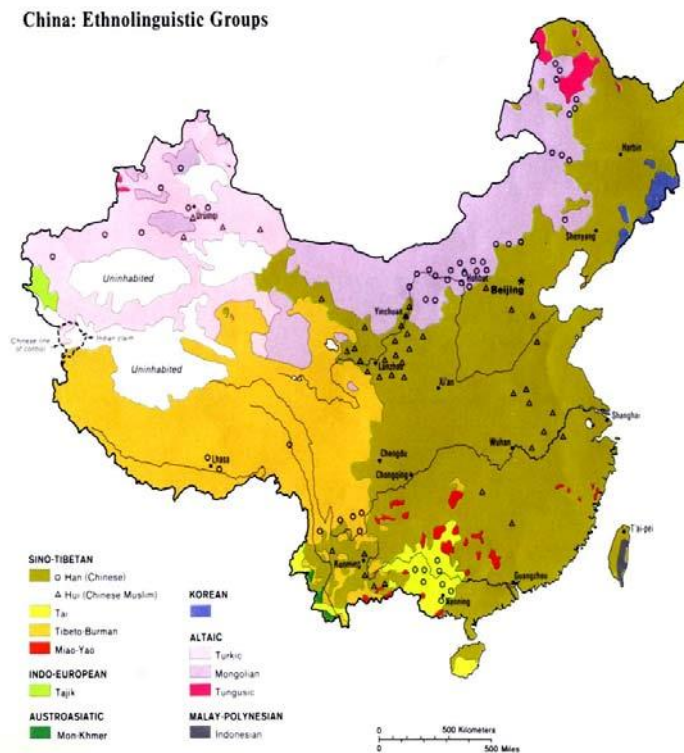 China: Ethnolinguistic Groups
Harbin
Urumqi
Shenyang
Uninhabited
Hohhot
Beijing
Yinchuan
Chinese line of control
Indian claim
Uninhabited
Lanzhou
Xi'an
Shanghai
Wuhan
Chengdu
Lhasa
Chongqing
T'ai-pei
Kunming
Guangzhou
Nanning
SINO-TIBETAN
Han (Chinese)
Hui (Chinese Muslim)
Tai
Tibeto-Burman
Miao-Yao
INDO-EUROPEAN
Tajik
AUSTROASIATIC
Mon-Khmer
KOREAN
ALTAIC
Turkic
Mongolian
Tungusic
MALAY-POLYNESIAN
Indonesian
0 500 Kilometers
0 500 Miles